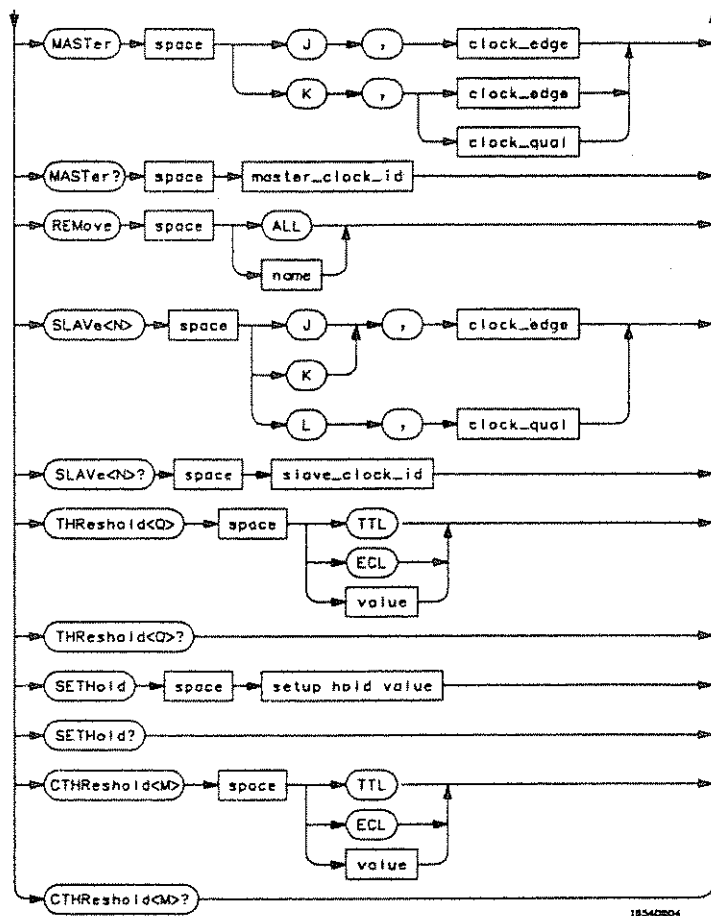 MASTer space J , clock_edge
K , clock_edge
clock_qual
MASTer? space master_clock_id
REMove space ALL
name
SLAVe<N> space J , clock_edge
K
L , clock_qual
SLAVe<N>? space slave_clock_id
THReshold<Q> space TTL
ECL
value
THReshold<Q>?
SETHold space setup hold value
SETHold?
CTHReshold<M> space TTL
ECL
value
CTHReshold<M>?